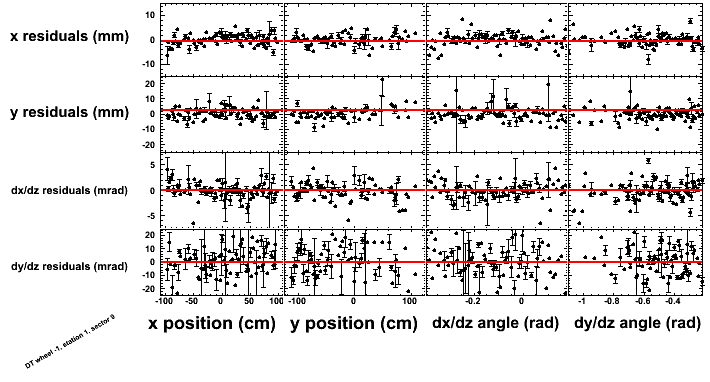 x residuals (mm)
10
0
-10
y residuals (mm)
20
10
0
-10
-20
dx/dz residuals (mrad)
5
0
-5
dy/dz residuals (mrad)
20
10
0
-10
-20
-100 -50 0 50 100 -100 0 100 -0.2 0 -1 -0.8 -0.6 -0.4
x position (cm) y position (cm) dx/dz angle (rad) dy/dz angle (rad)
DT wheel -1, station 1, sector 9